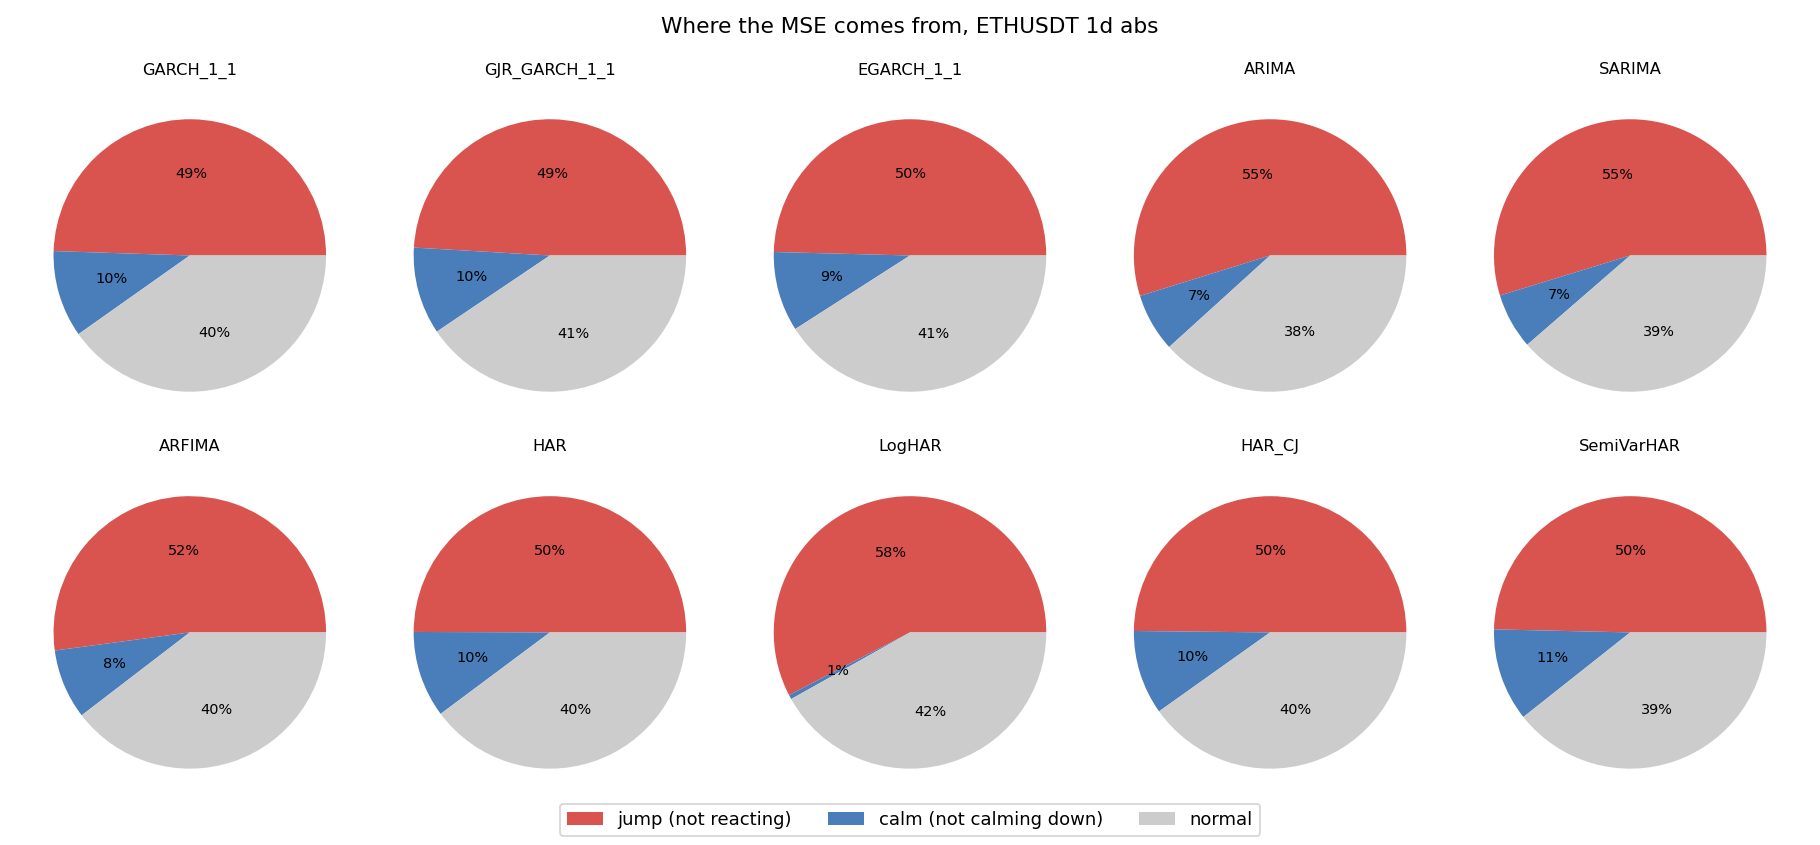 Where the MSE comes from, ETHUSDT 1d abs
GARCH_1_1
GJR_GARCH_1_1
EGARCH_1_1
ARIMA
SARIMA
49%
10%
40%
49%
10%
41%
50%
9%
41%
55%
7%
38%
55%
7%
39%
ARFIMA
HAR
LogHAR
HAR_CJ
SemiVarHAR
52%
8%
40%
50%
10%
40%
58%
1%
42%
50%
10%
40%
50%
11%
39%
jump (not reacting)
calm (not calming down)
normal